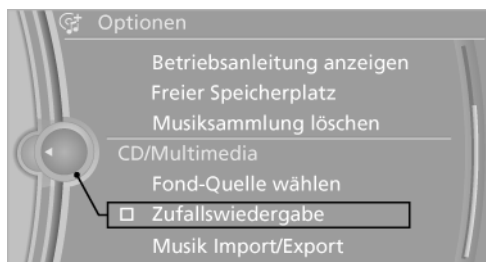 Optionen
Betriebsanleitung anzeigen
Freier Speicherplatz
Musiksammlung löschen
CD/Multimedia
Fond-Quelle wählen
Zufallswiedergabe
Musik Import/Export